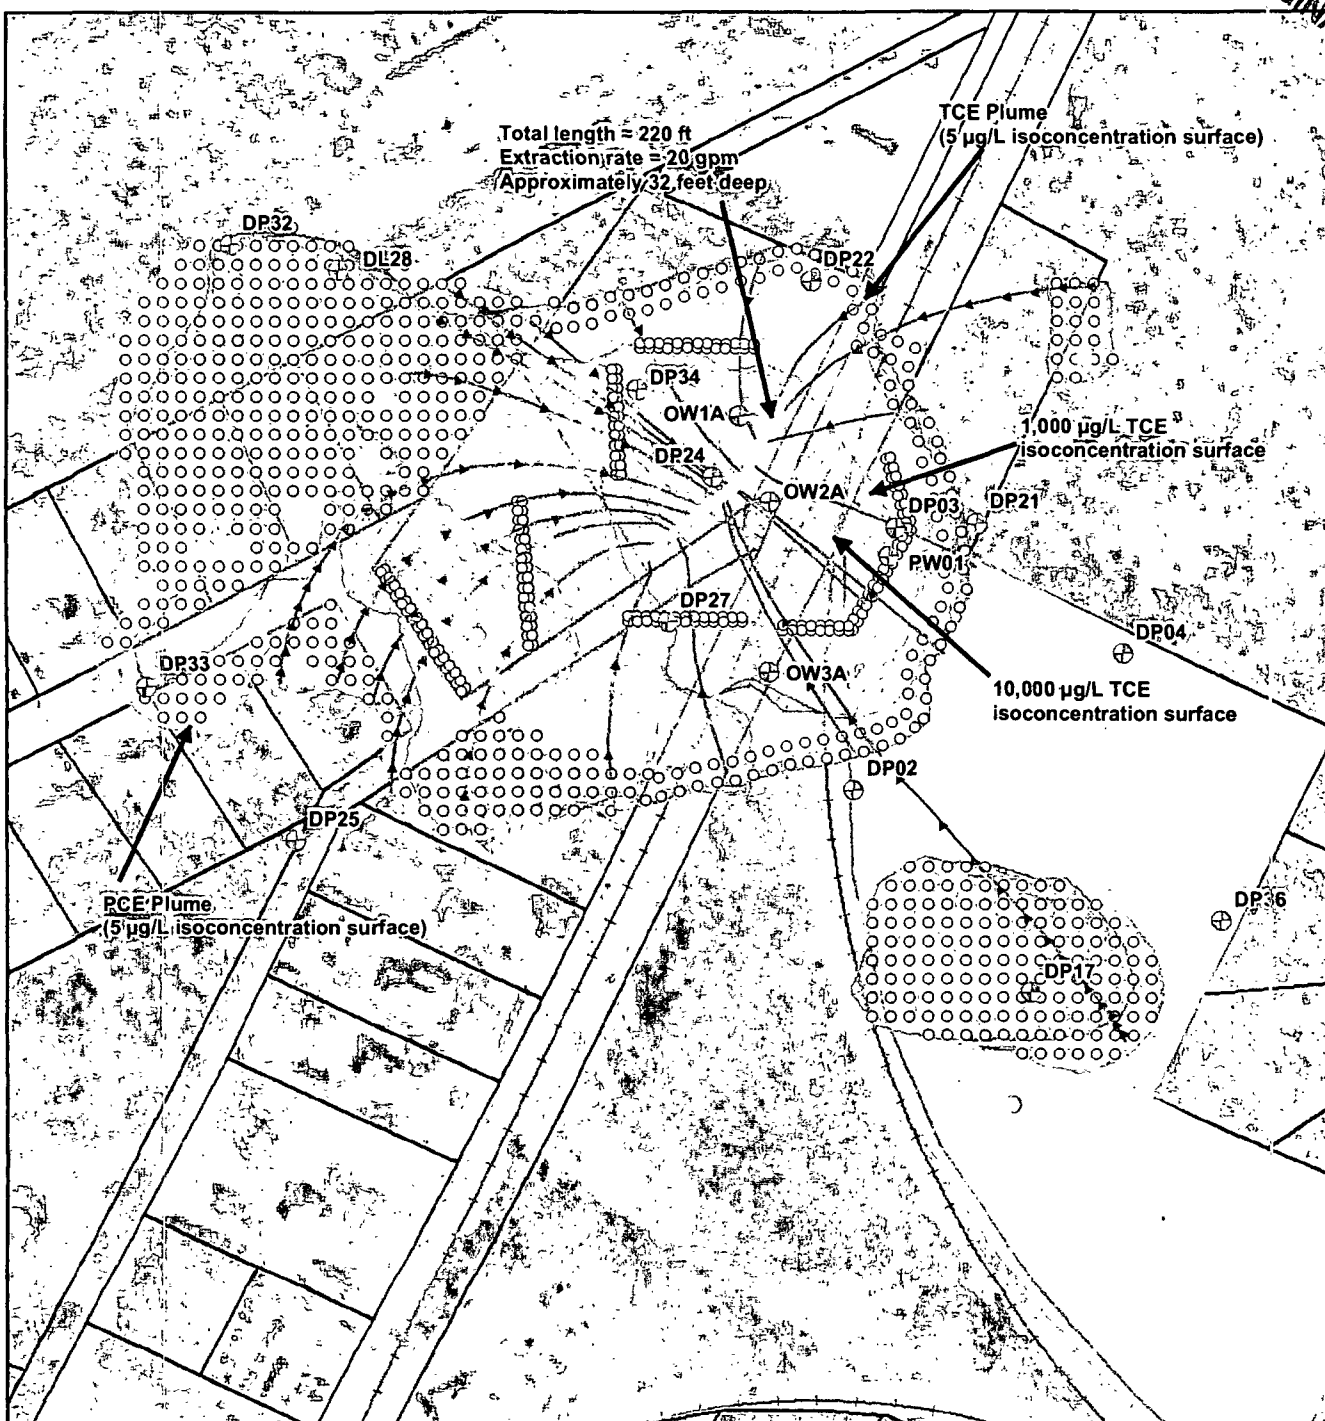 Total length ≈ 220 ft
Extraction rate = 20 gpm
Approximately 32 feet deep
TCE Plume
(5 µg/L isoconcentration surface)
DP32
DL28
DP22
DP34
OW1A
1,000 µg/L TCE
isoconcentration surface
DP24
OW2A
DP03
DP21
PW01
DP27
DP04
DP33
OW3A
10,000 µg/L TCE
isoconcentration surface
DP02
DP25
PCE Plume
(5 µg/L isoconcentration surface)
DP36
DP17